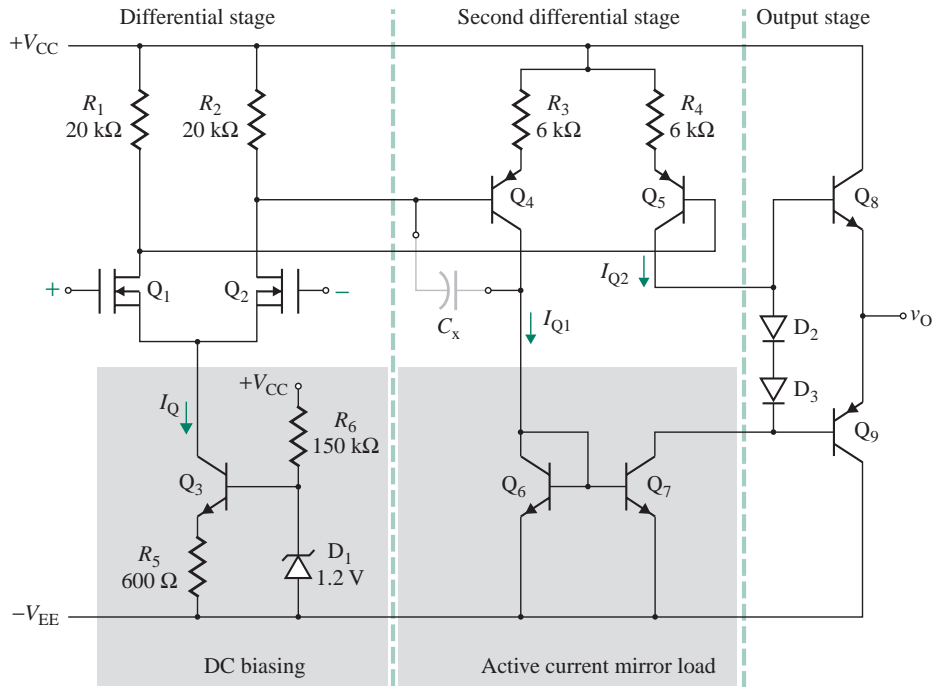 Differential stage
Second differential stage
Output stage
+V_CC
R_1
20 kΩ
R_2
20 kΩ
R_3
6 kΩ
R_4
6 kΩ
Q_4
Q_5
Q_8
+
Q_1
Q_2
−
C_x
I_Q1
I_Q2
D_2
v_O
D_3
Q_9
I_Q
+V_CC
R_6
150 kΩ
Q_3
Q_6
Q_7
R_5
600 Ω
D_1
1.2 V
−V_EE
DC biasing
Active current mirror load